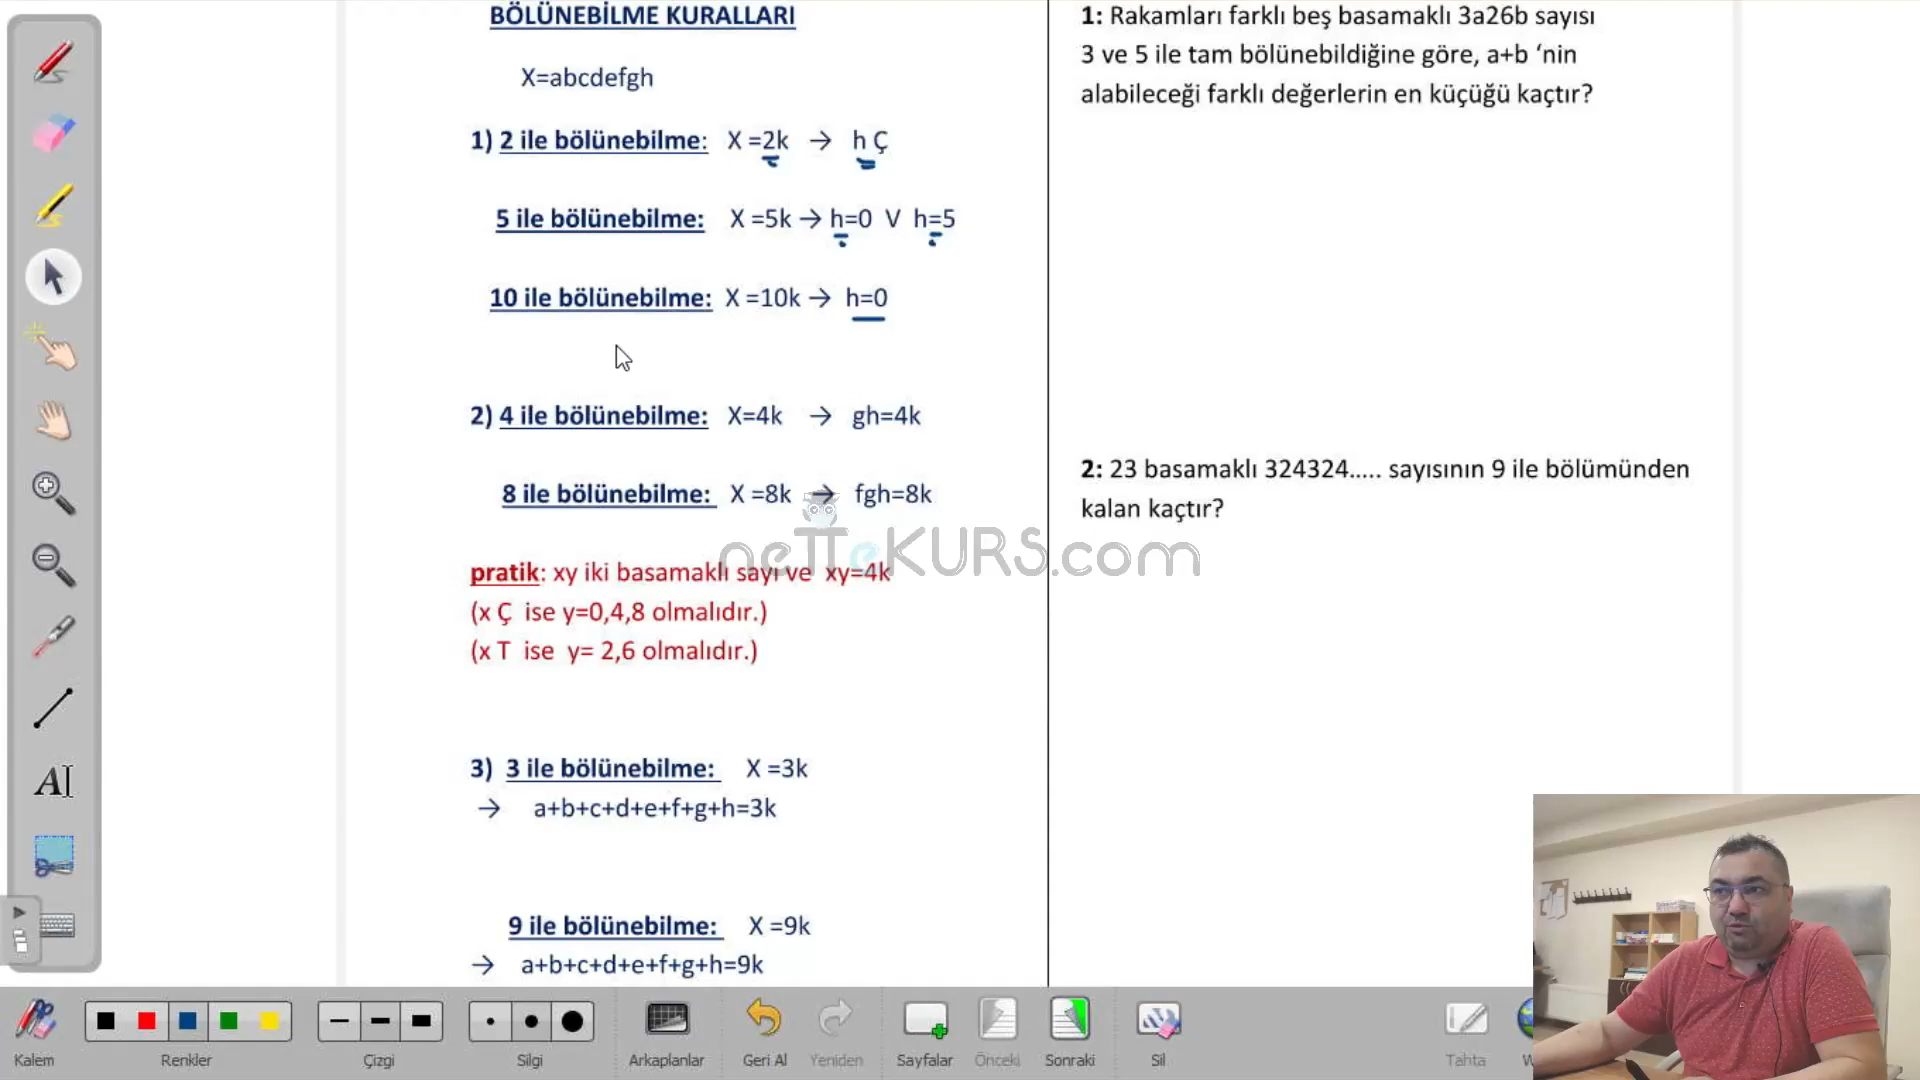 BÖLÜNEBİLME KURALLARI
X=abcdefgh
1) 2 ile bölünebilme: X =2k → h Ç
5 ile bölünebilme: X =5k → h=0 V h=5
10 ile bölünebilme: X =10k → h=0
2) 4 ile bölünebilme: X=4k → gh=4k
8 ile bölünebilme: X =8k → fgh=8k
pratik: xy iki basamaklı sayı ve xy=4k
(x Ç ise y=0,4,8 olmalıdır.)
(x T ise y= 2,6 olmalıdır.)
3) 3 ile bölünebilme: X =3k
→ a+b+c+d+e+f+g+h=3k
9 ile bölünebilme: X =9k
→ a+b+c+d+e+f+g+h=9k
1: Rakamları farklı beş basamaklı 3a26b sayısı
3 ve 5 ile tam bölünebildiğine göre, a+b ‘nin
alabileceği farklı değerlerin en küçüğü kaçtır?
2: 23 basamaklı 324324..... sayısının 9 ile bölümünden
kalan kaçtır?
neTTeKURS.com
AI
Kalem Renkler Çizgi Silgi Arkaplanlar Geri Al Yeniden Sayfalar Önceki Sonraki Sil Tahta